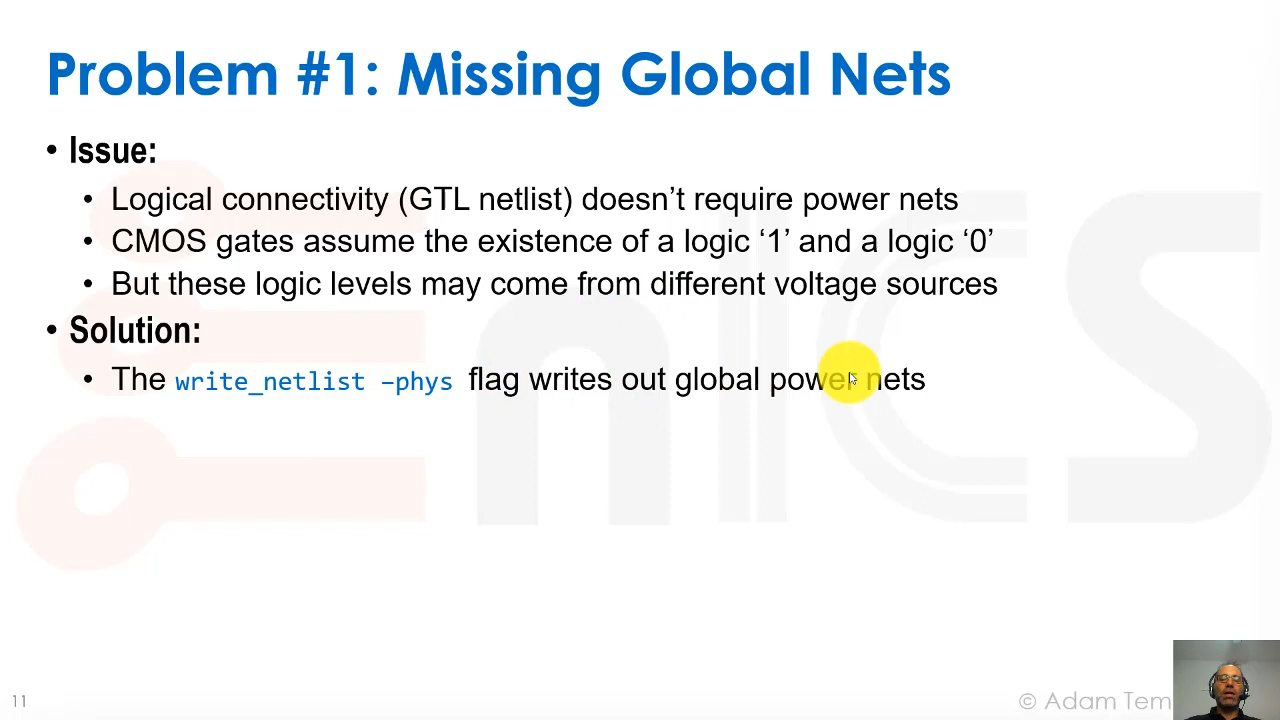 Problem #1: Missing Global Nets
• Issue:
• Logical connectivity (GTL netlist) doesn’t require power nets
• CMOS gates assume the existence of a logic ‘1’ and a logic ‘0’
• But these logic levels may come from different voltage sources
• Solution:
• The write_netlist –phys flag writes out global power nets
nICS
11
© Adam Tem